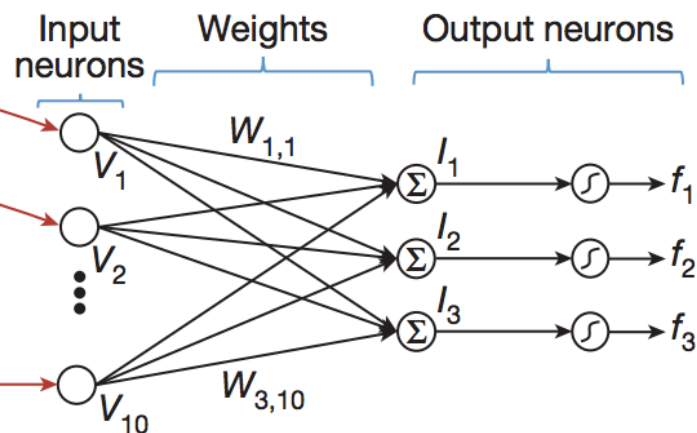 Input neurons
Weights
Output neurons
V1
W1,1
I1
Σ
f1
V2
I2
Σ
f2
I3
Σ
f3
V10
W3,10